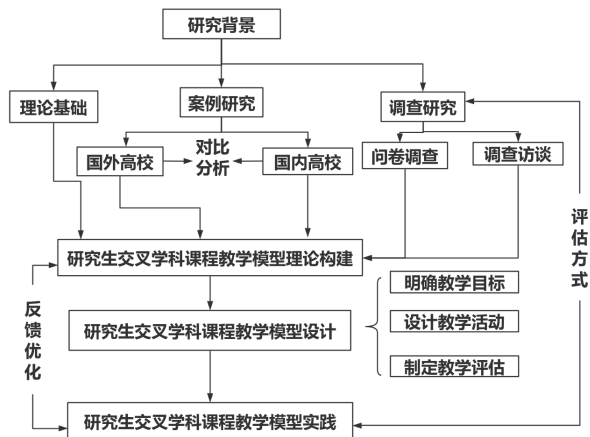 研究背景
理论基础
案例研究
调查研究
国外高校
对比
分析
国内高校
问卷调查
调查访谈
研究生交叉学科课程教学模型理论构建
评估方式
反馈优化
明确教学目标
研究生交叉学科课程教学模型设计
设计教学活动
制定教学评估
研究生交叉学科课程教学模型实践